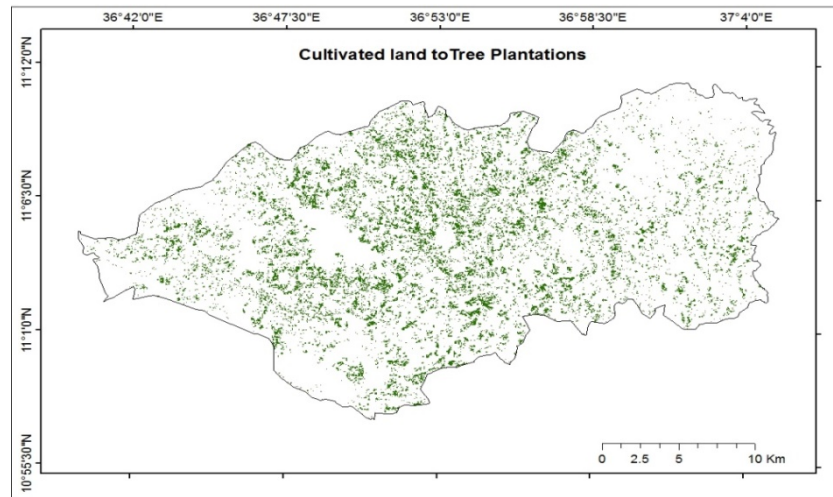 36°42'0"E 36°47'30"E 36°53'0"E 36°58'30"E 37°4'0"E
Cultivated land toTree Plantations
11°12'0"N
11°6'30"N
11°1'0"N
10°55'30"N
0 2.5 5 10 Km